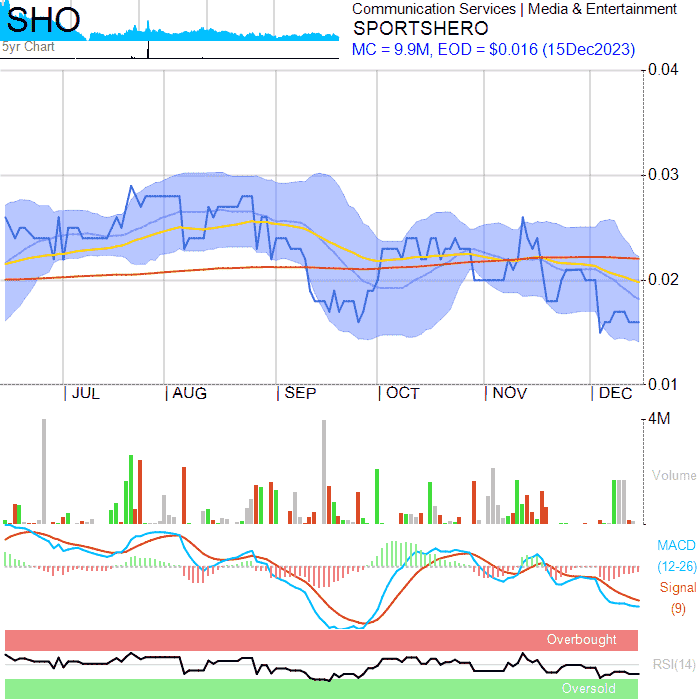 SHO
5yr Chart
Communication Services | Media & Entertainment
SPORTSHERO
MC = 9.9M, EOD = $0.016 (15Dec2023)
0.04
0.03
0.02
0.01
JUL AUG SEP OCT NOV DEC
4M
Volume
MACD
(12-26)
Signal
(9)
Overbought
RSI(14)
Oversold